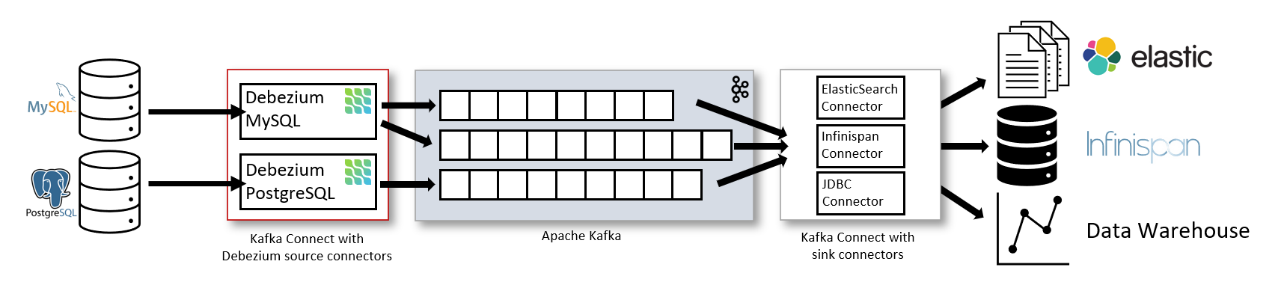 MySQL
PostgreSQL
Debezium
MySQL
Debezium
PostgreSQL
Kafka Connect with
Debezium source connectors
Apache Kafka
ElasticSearch
Connector
Infinispan
Connector
JDBC
Connector
Kafka Connect with
sink connectors
elastic
Infinispan
Data Warehouse